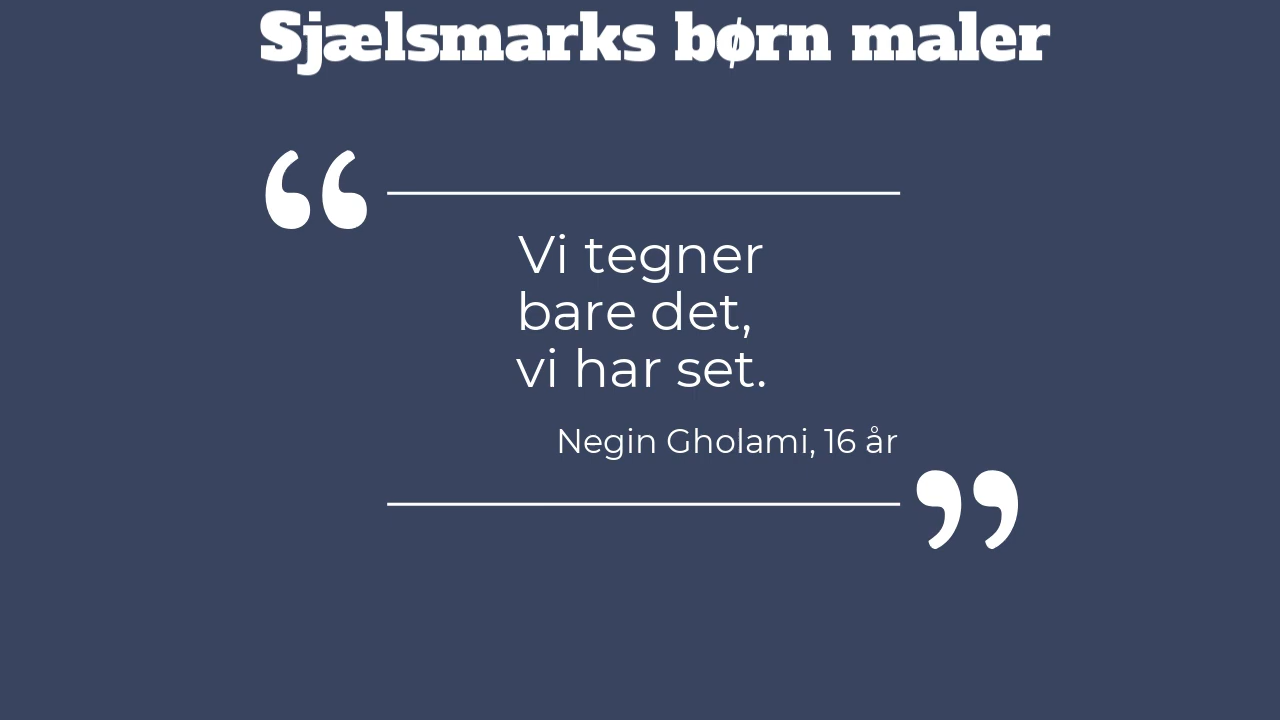 Sjælsmarks børn maler
“
Vi tegner
bare det,
vi har set.
Negin Gholami, 16 år
”